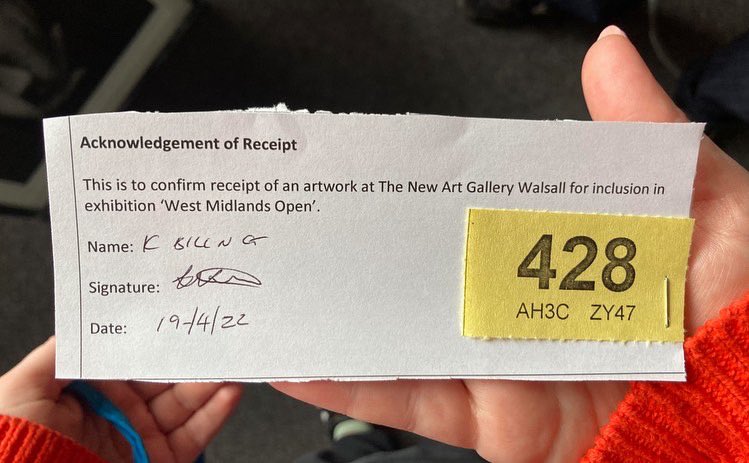 Acknowledgement of Receipt
This is to confirm receipt of an artwork at The New Art Gallery Walsall for inclusion in
exhibition ‘West Midlands Open’.
Name: K BILLNG
Signature:
Date: 19/4/22
428
AH3C ZY47